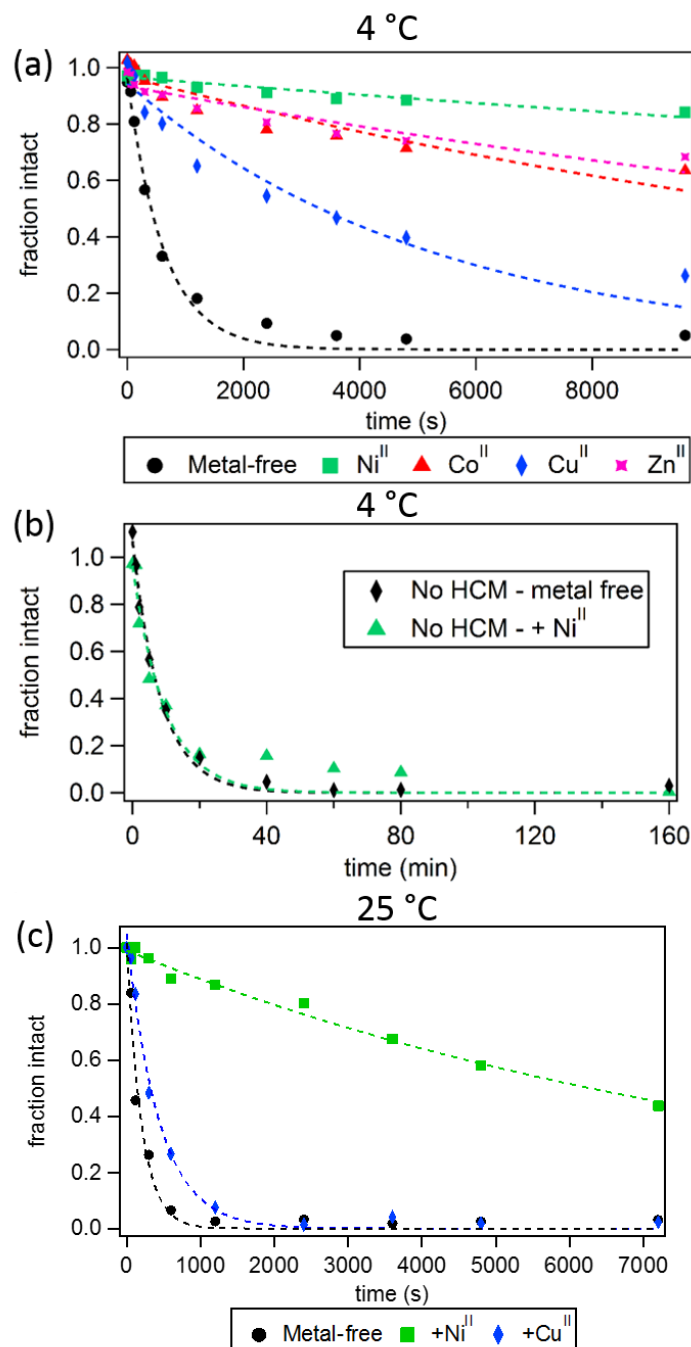 4 °C
(a)
1.0
0.8
0.6
0.4
0.2
0.0
fraction intact
0 2000 4000 6000 8000
time (s)
Metal-free Ni^II Co^II Cu^II Zn^II
4 °C
(b)
1.0
0.8
0.6
0.4
0.2
0.0
fraction intact
No HCM - metal free
No HCM - + Ni^II
0 40 80 120 160
time (min)
25 °C
(c)
1.0
0.8
0.6
0.4
0.2
0.0
fraction intact
0 1000 2000 3000 4000 5000 6000 7000
time (s)
Metal-free +Ni^II +Cu^II